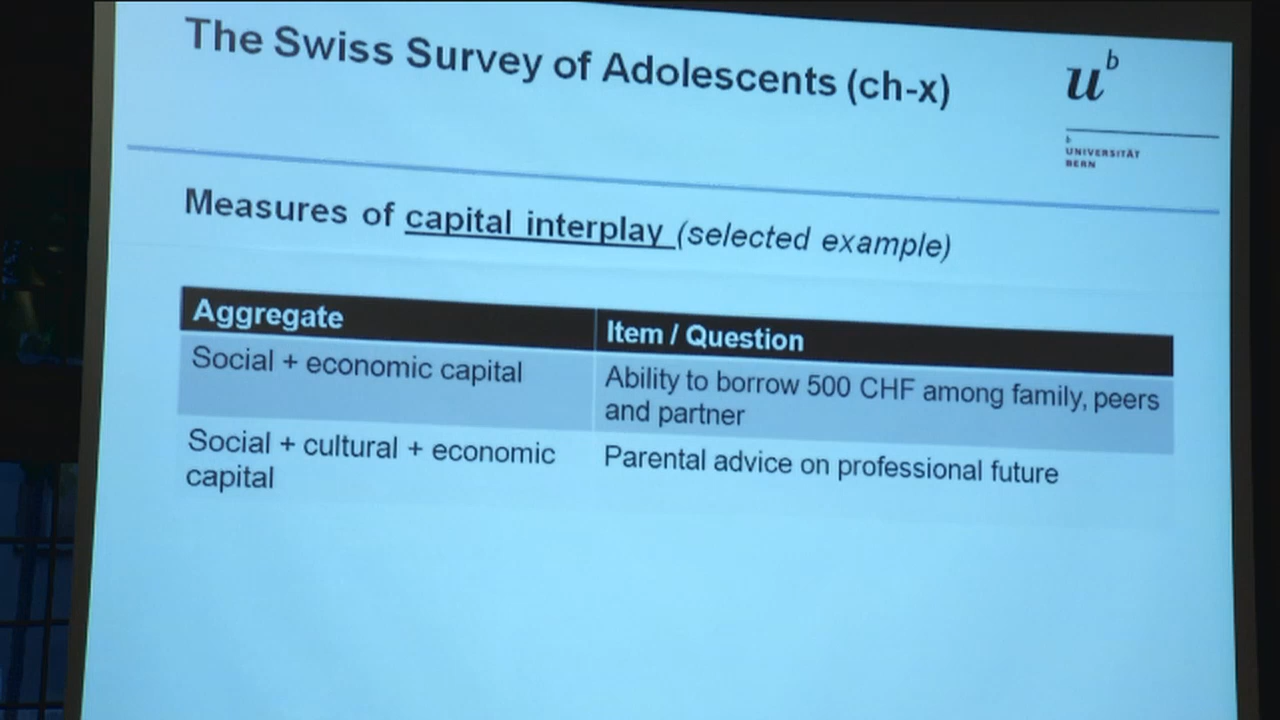 The Swiss Survey of Adolescents (ch-x)
u b
b
UNIVERSITÄT
BERN
Measures of capital interplay (selected example)
Aggregate
Item / Question
Social + economic capital
Ability to borrow 500 CHF among family, peers
and partner
Social + cultural + economic
capital
Parental advice on professional future